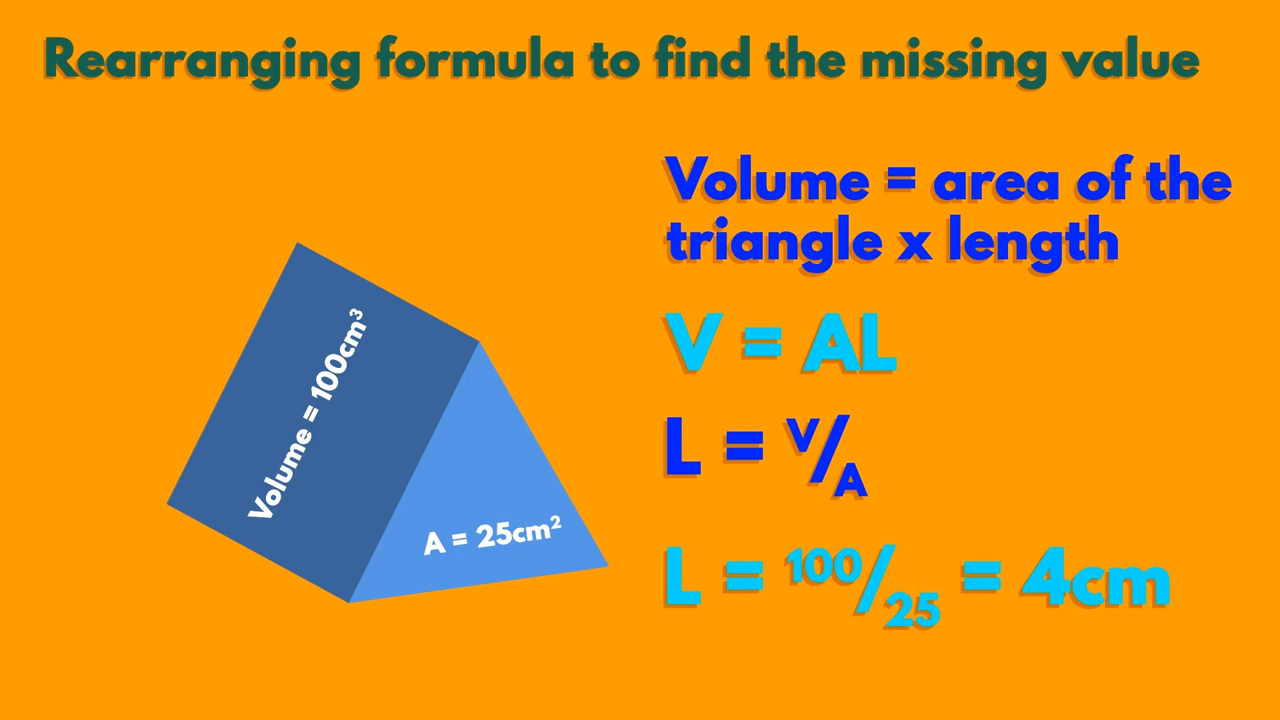 Rearranging formula to find the missing value
Volume = area of the
triangle x length
V = AL
L = V/A
L = 100/25 = 4cm
Volume = 100cm³
A = 25cm²